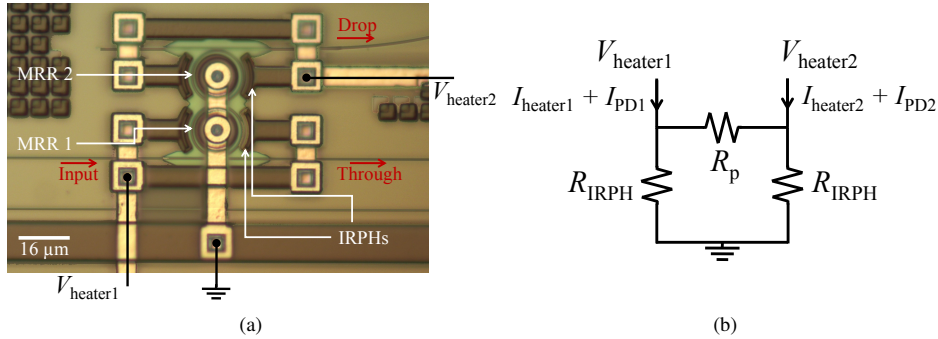 Drop
MRR 2
V_heater2
MRR 1
Input
Through
IRPHs
16 µm
V_heater1
(a)
V_heater1
V_heater2
I_heater1 + I_PD1
I_heater2 + I_PD2
R_p
R_IRPH
R_IRPH
(b)